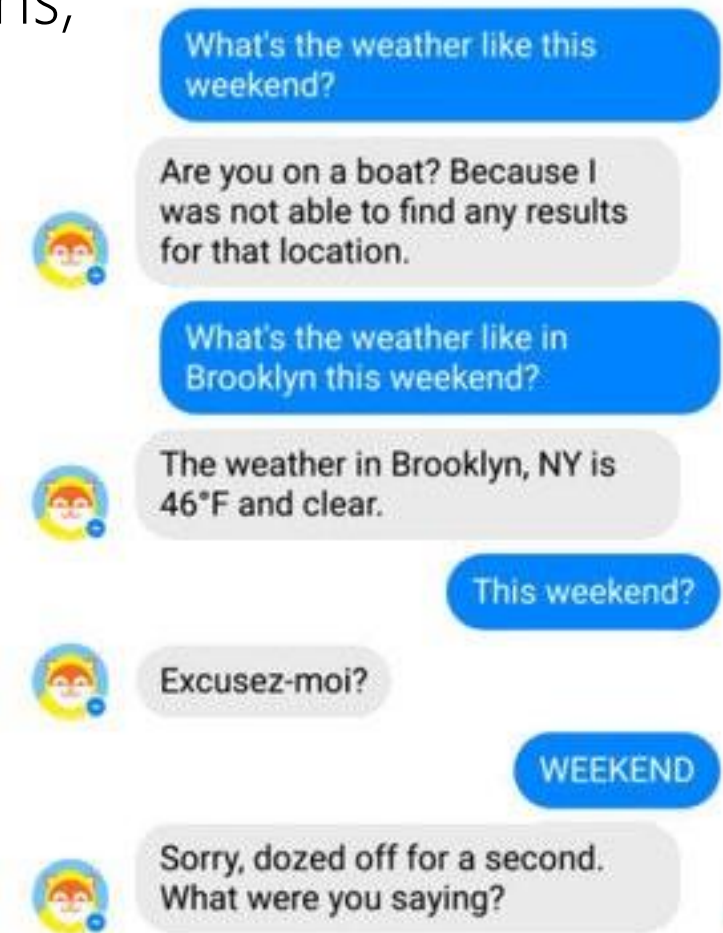 What's the weather like this
weekend?
Are you on a boat? Because I
was not able to find any results
for that location.
What's the weather like in
Brooklyn this weekend?
The weather in Brooklyn, NY is
46°F and clear.
This weekend?
Excusez-moi?
WEEKEND
Sorry, dozed off for a second.
What were you saying?